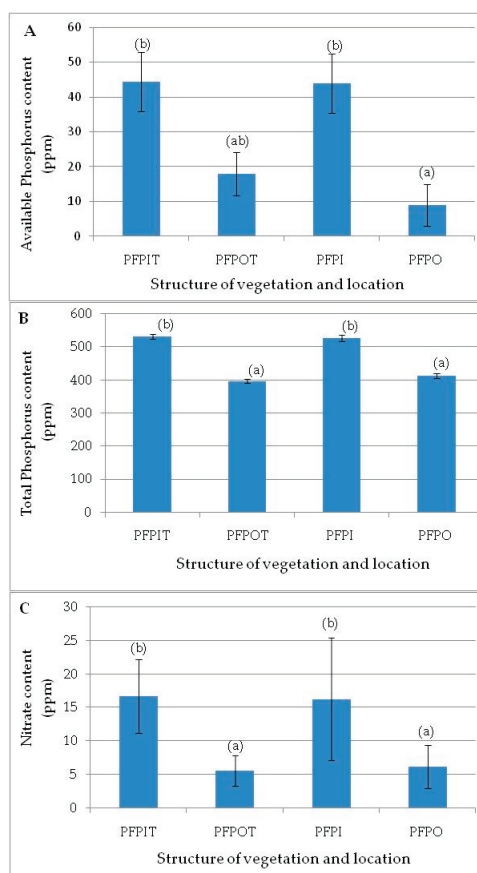 A
Available Phosphorus content
(ppm)
60
50
40
30
20
10
0
(b)
(ab)
(b)
(a)
PFPIT PFPOT PFPI PFPO
Structure of vegetation and location
B
Total Phosphorus content
(ppm)
600
500
400
300
200
100
0
(b)
(a)
(b)
(a)
PFPIT PFPOT PFPI PFPO
Structure of vegetation and location
C
Nitrate content
(ppm)
30
25
20
15
10
5
0
(b)
(a)
(b)
(a)
PFPIT PFPOT PFPI PFPO
Structure of vegetation and location